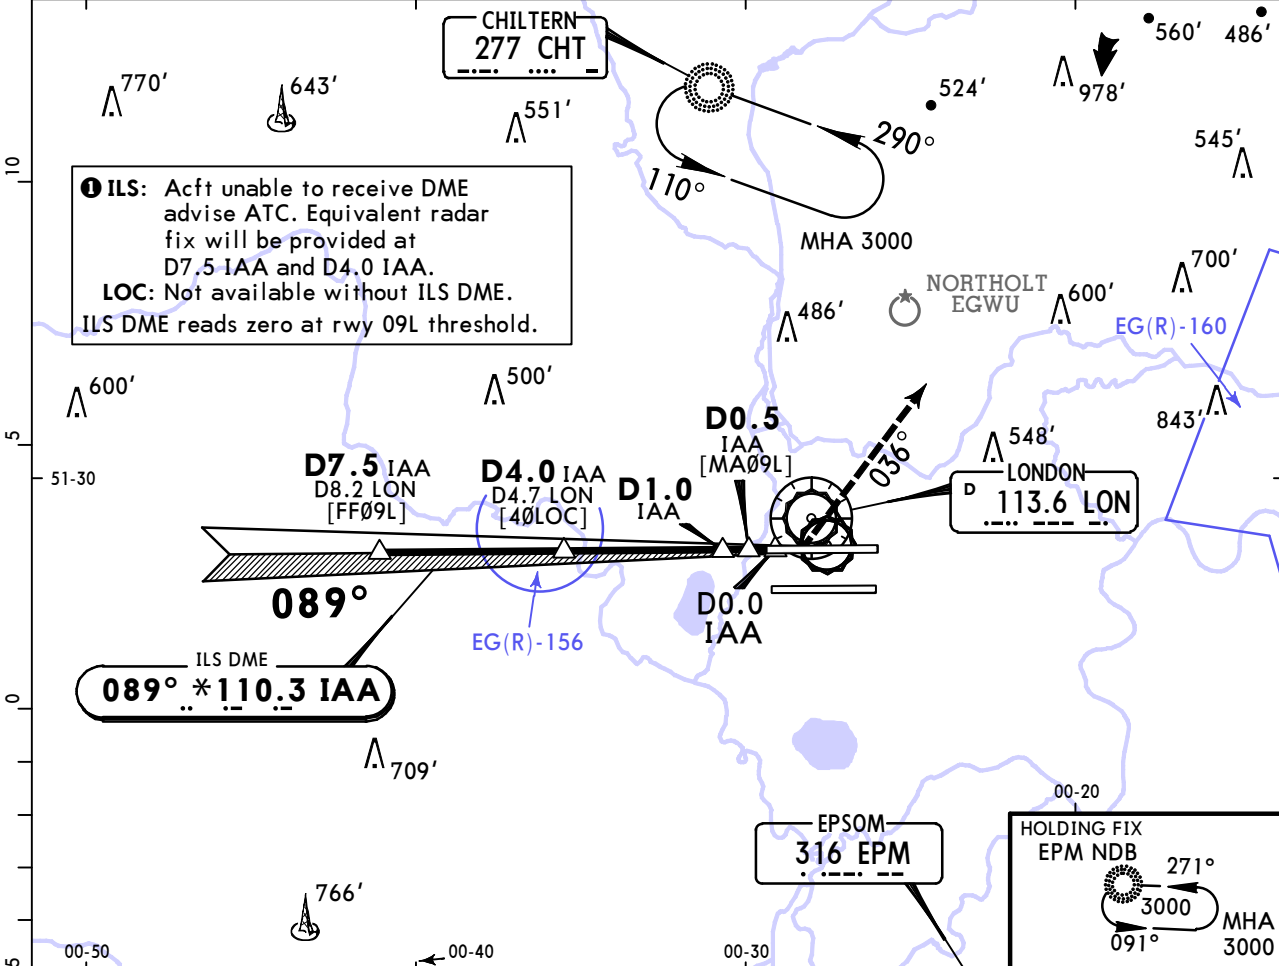 CHILTERN
277 CHT
560'
486'
978'
770'
643'
551'
524'
545'
290°
110°
MHA 3000
10
❶ ILS: Acft unable to receive DME
advise ATC. Equivalent radar
fix will be provided at
D7.5 IAA and D4.0 IAA.
LOC: Not available without ILS DME.
ILS DME reads zero at rwy 09L threshold.
NORTHOLT
EGWU
700'
600'
486'
EG(R)-160
600'
500'
843'
5
51-30
D7.5 IAA
D8.2 LON
[FF09L]
D4.0 IAA
D4.7 LON
[40LOC]
D1.0
IAA
D0.5
IAA
[MA09L]
036°
548'
LONDON
D 113.6 LON
089°
D0.0
IAA
EG(R)-156
ILS DME
089° *110.3 IAA
0
709'
00-20
EPSOM
316 EPM
HOLDING FIX
EPM NDB
271°
3000
091°
MHA
3000
766'
5
00-50
00-40
00-30